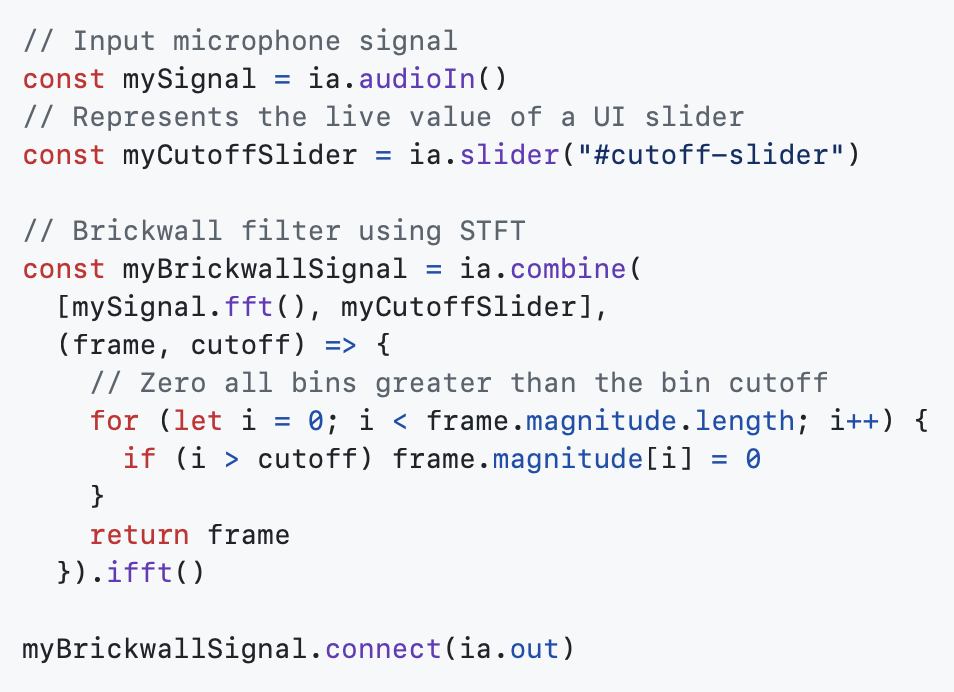 // Input microphone signal
const mySignal = ia.audioIn()
// Represents the live value of a UI slider
const myCutoffSlider = ia.slider("#cutoff-slider")

// Brickwall filter using STFT
const myBrickwallSignal = ia.combine(
  [mySignal.fft(), myCutoffSlider],
  (frame, cutoff) => {
    // Zero all bins greater than the bin cutoff
    for (let i = 0; i < frame.magnitude.length; i++) {
      if (i > cutoff) frame.magnitude[i] = 0
    }
    return frame
  }).ifft()

myBrickwallSignal.connect(ia.out)